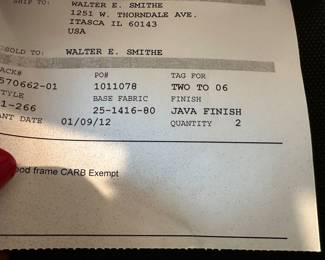 SHIP TO: WALTER E. SMITHE
1251 W. THORNDALE AVE.
ITASCA IL 60143
USA
SOLD TO: WALTER E. SMITHE
ACK# PO# TAG FOR
570662-01 1011078 TWO TO 06
STYLE BASE FABRIC FINISH
1-266 25-1416-80 JAVA FINISH
ANT DATE 01/09/12 QUANTITY 2
ood frame CARB Exempt